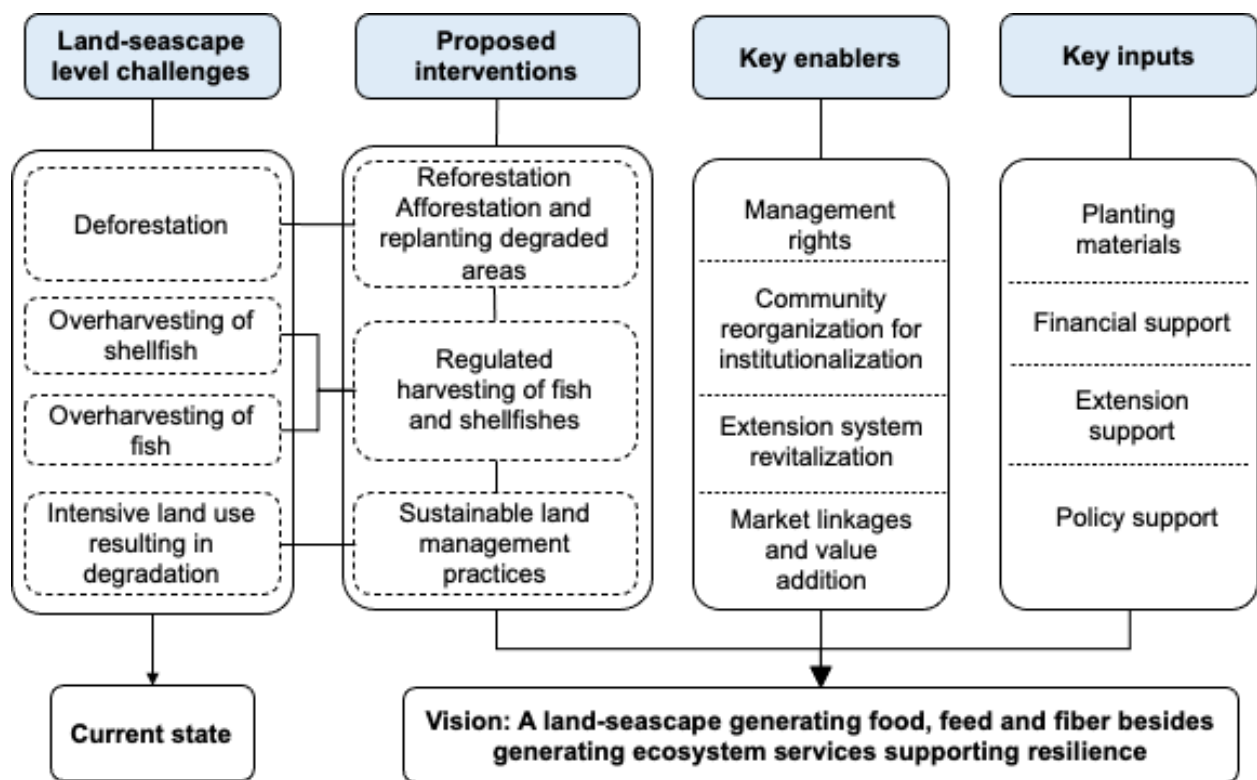 Land-seascape
level challenges
Proposed
interventions
Key enablers
Key inputs
Deforestation
Overharvesting of
shellfish
Overharvesting of
fish
Intensive land use
resulting in
degradation
Reforestation
Afforestation and
replanting degraded
areas
Regulated
harvesting of fish
and shellfishes
Sustainable land
management
practices
Management
rights
Community
reorganization for
institutionalization
Extension system
revitalization
Market linkages
and value
addition
Planting
materials
Financial support
Extension
support
Policy support
Current state
Vision: A land-seascape generating food, feed and fiber besides
generating ecosystem services supporting resilience